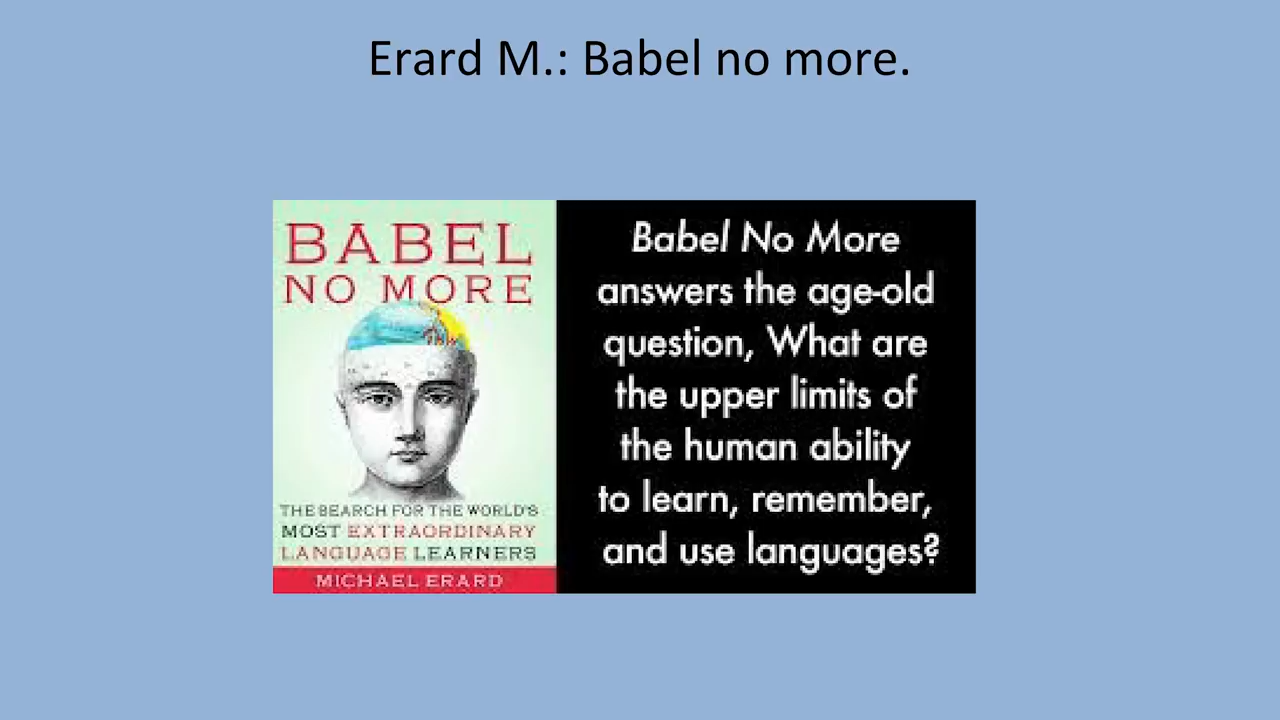 Erard M.: Babel no more.
BABEL
NO MORE
THE SEARCH FOR THE WORLD'S
MOST EXTRAORDINARY
LANGUAGE LEARNERS
MICHAEL ERARD
Babel No More
answers the age-old
question, What are
the upper limits of
the human ability
to learn, remember,
and use languages?